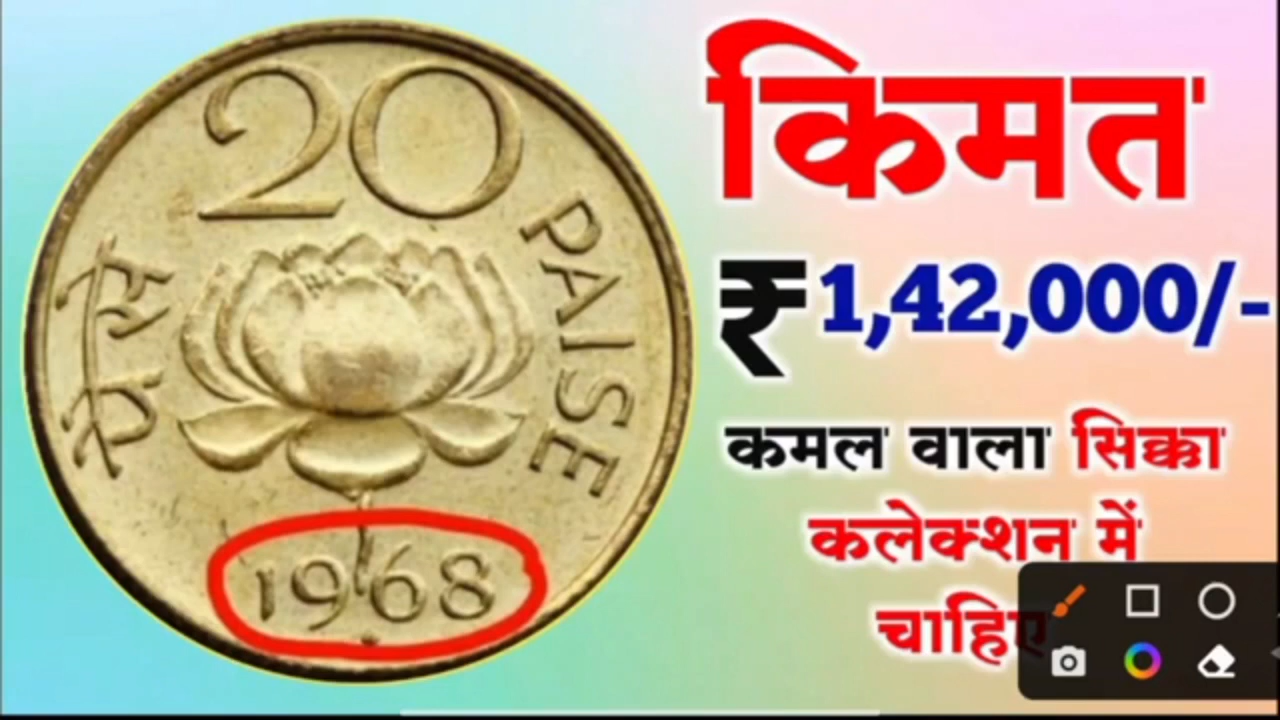 20
पैसे
PAISE
1968
किमत
₹1,42,000/-
कमल वाला सिक्का
कलेक्शन में
चाहिए